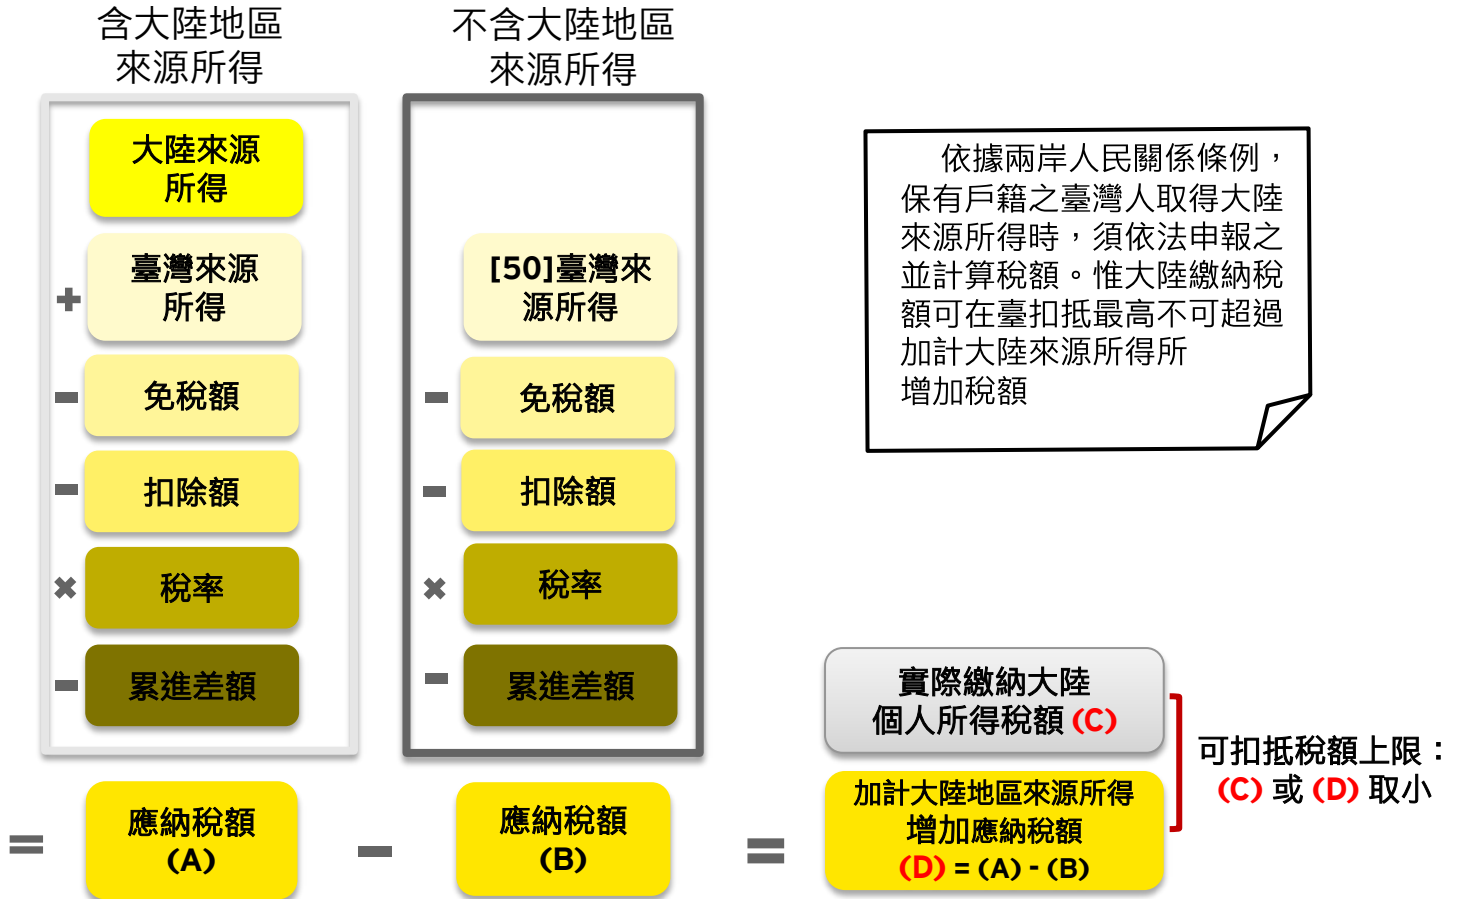 含大陸地區
來源所得
大陸來源
所得
+
臺灣來源
所得
-
免稅額
-
扣除額
×
稅率
-
累進差額
=
應納稅額
(A)
-
不含大陸地區
來源所得
[50]臺灣來
源所得
-
免稅額
-
扣除額
×
稅率
-
累進差額
應納稅額
(B)
=
依據兩岸人民關係條例，
保有戶籍之臺灣人取得大陸
來源所得時，須依法申報之
並計算稅額。惟大陸繳納稅
額可在臺扣抵最高不可超過
加計大陸來源所得所
增加稅額
實際繳納大陸
個人所得稅額 (C)
加計大陸地區來源所得
增加應納稅額
(D) = (A) - (B)
可扣抵稅額上限：
(C) 或 (D) 取小